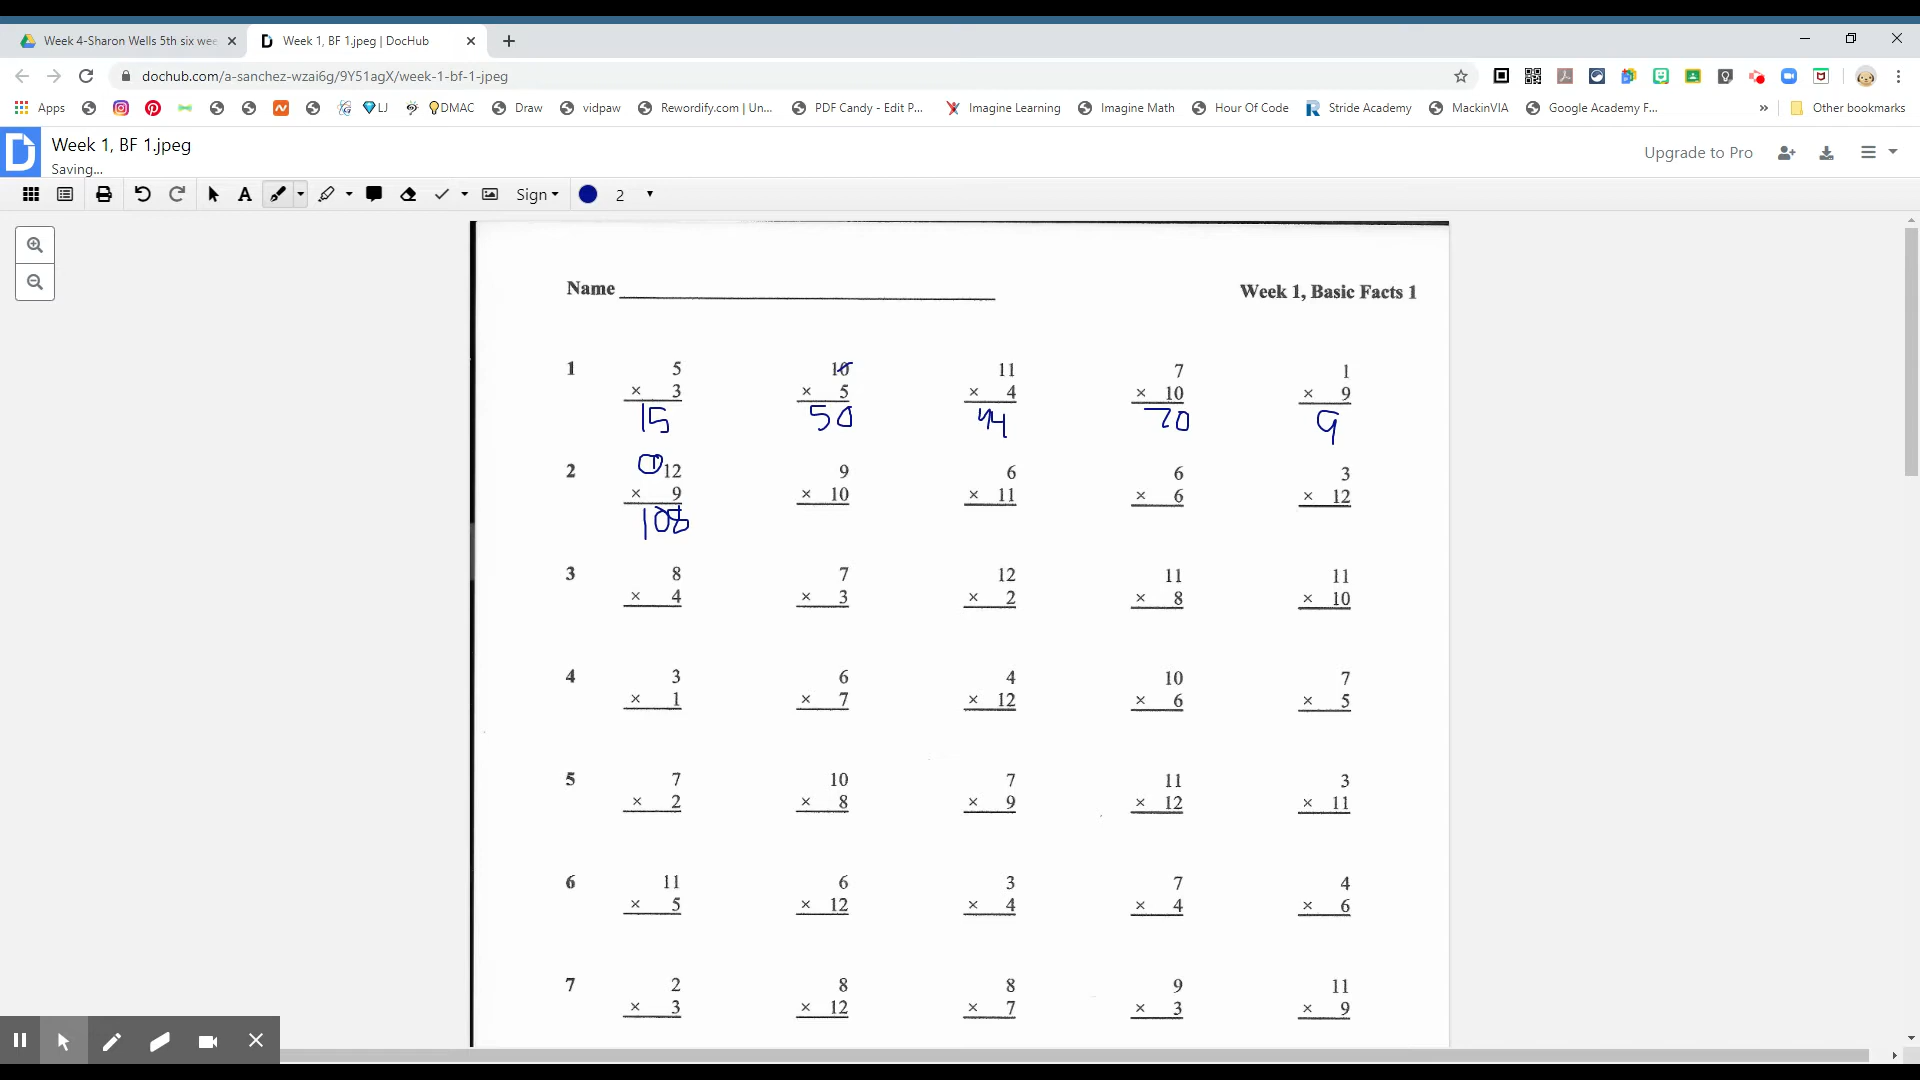 Week 4-Sharon Wells 5th six wee
Week 1, BF 1.jpeg | DocHub
dochub.com/a-sanchez-wzai6g/9Y51agX/week-1-bf-1-jpeg
Apps LJ DMAC Draw vidpaw Rewordify.com | Un... PDF Candy - Edit P... Imagine Learning Imagine Math Hour Of Code Stride Academy MackinVIA Google Academy F... » Other bookmarks
Week 1, BF 1.jpeg
Saving...
Upgrade to Pro
A Sign 2
Name Week 1, Basic Facts 1
1 5 10 11 7 1
× 3 × 5 × 4 × 10 × 9
15 50 44 70 9
2 1 12 9 6 6 3
× 9 × 10 × 11 × 6 × 12
108
3 8 7 12 11 11
× 4 × 3 × 2 × 8 × 10
4 3 6 4 10 7
× 1 × 7 × 12 × 6 × 5
5 7 10 7 11 3
× 2 × 8 × 9 × 12 × 11
6 11 6 3 7 4
× 5 × 12 × 4 × 4 × 6
7 2 8 8 9 11
× 3 × 12 × 7 × 3 × 9